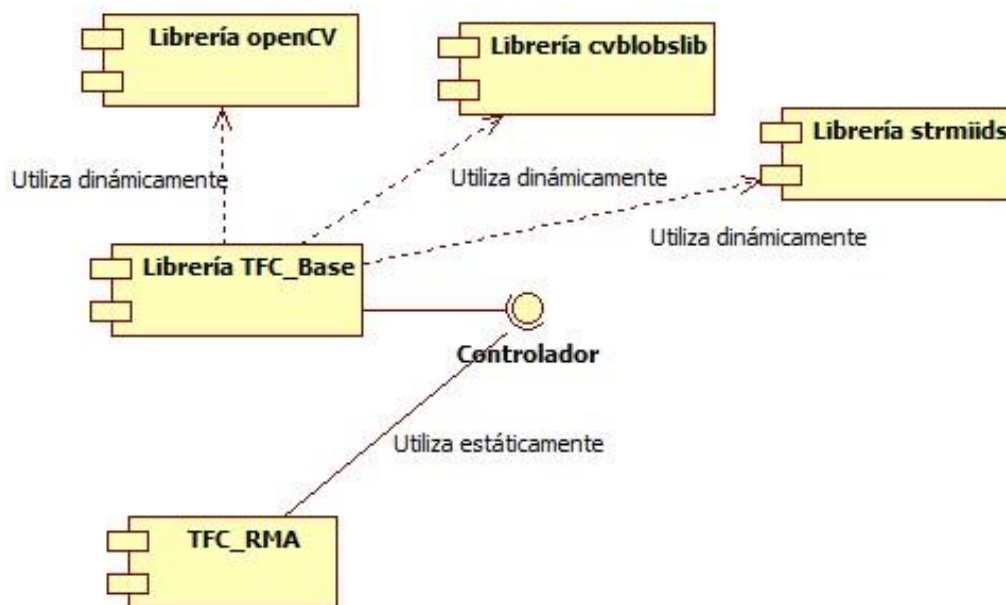 Librería openCV
Librería cvblobslib
Librería strmiids
Utiliza dinámicamente
Utiliza dinámicamente
Utiliza dinámicamente
Librería TFC_Base
Controlador
Utiliza estáticamente
TFC_RMA